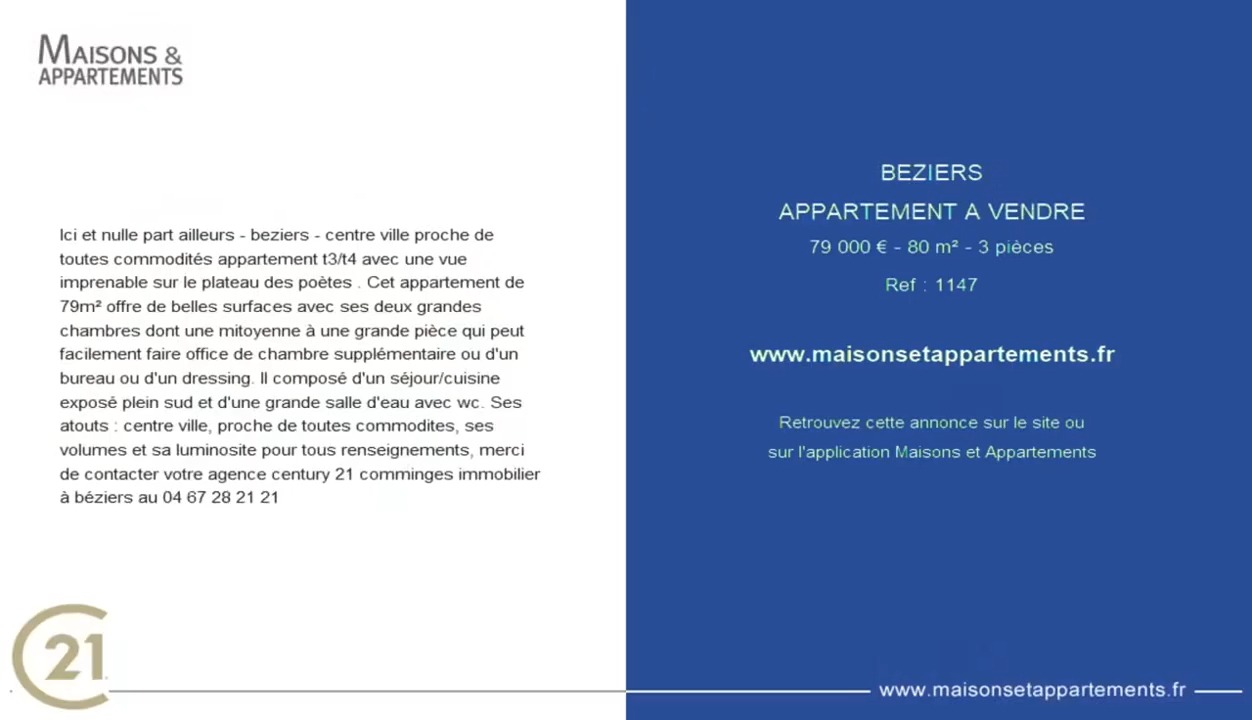 MAISONS &
APPARTEMENTS
Ici et nulle part ailleurs - beziers - centre ville proche de
toutes commodités appartement t3/t4 avec une vue
imprenable sur le plateau des poètes . Cet appartement de
79m² offre de belles surfaces avec ses deux grandes
chambres dont une mitoyenne à une grande pièce qui peut
facilement faire office de chambre supplémentaire ou d'un
bureau ou d'un dressing. Il composé d'un séjour/cuisine
exposé plein sud et d'une grande salle d'eau avec wc. Ses
atouts : centre ville, proche de toutes commodites, ses
volumes et sa luminosite pour tous renseignements, merci
de contacter votre agence century 21 comminges immobilier
à béziers au 04 67 28 21 21
C21
BEZIERS
APPARTEMENT A VENDRE
79 000 € - 80 m² - 3 pièces
Ref : 1147
www.maisonsetappartements.fr
Retrouvez cette annonce sur le site ou
sur l'application Maisons et Appartements
www.maisonsetappartements.fr